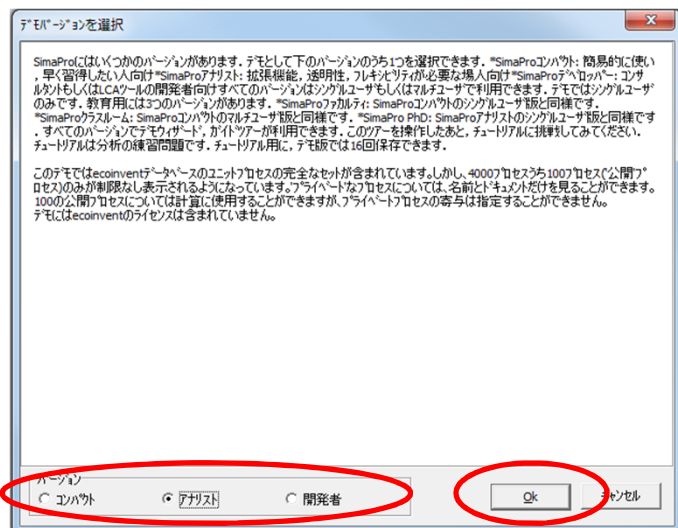 デモバージョンを選択
SimaProにはいくつかのバージョンがあります. デモとして下のバージョンのうち1つを選択できます. *SimaProコンパクト: 簡易的に使い
, 早く習得したい人向け*SimaProアナリスト: 拡張機能, 透明性, フレキシビリティが必要な場人向け*SimaProデベロッパー: コンサ
ルタントもしくはLCAツールの開発者向けすべてのバージョンはシングルユーザもしくはマルチユーザで利用できます. デモではシングルユーザ
のみです. 教育用には3つのバージョンがあります. *SimaProファカルティ: SimaProコンパクトのシングルユーザ版と同様です.
*SimaProクラスルーム: SimaProコンパクトのマルチユーザ版と同様です. *SimaPro PhD: SimaProアナリストのシングルユーザ版と同様です
. すべてのバージョンでデモウィザード, ガイドツアーが利用できます. このツアーを操作したあと, チュートリアルに挑戦してみてください.
チュートリアルは分析の練習問題です. チュートリアル用に, デモ版では16回保存できます.
このデモではecoinventデータベースのユニットプロセスの完全なセットが含まれています。しかし、4000プロセスうち100プロセス('公開プ
ロセス)のみが制限なし表示されるようになっています。プライベートなプロセスについては、名前とドキュメントだけを見ることができます。
100の公開プロセスについては計算に使用することができますが、プライベートプロセスの寄与は指定することができません。
デモにはecoinventのライセンスは含まれていません。
バージョン
コンパクト アナリスト 開発者 Ok キャンセル